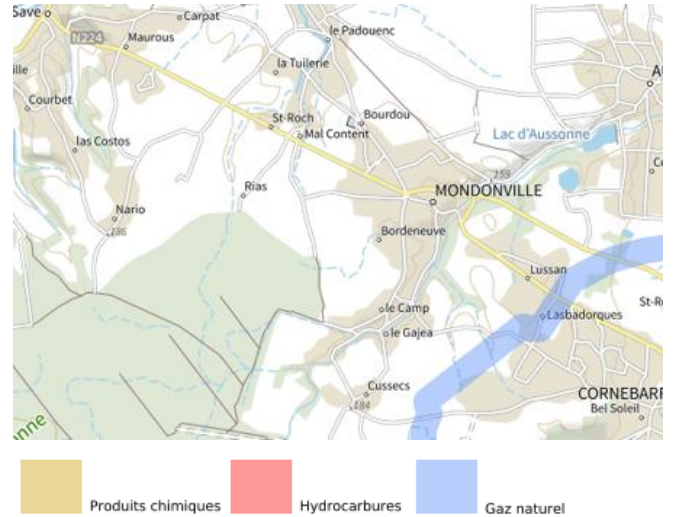 Save
Carpat
N224
Maurous
le Padouenc
ille
la Tuilerie
Courbet
St-Roch
Bourdou
las Costos
Mal Content
Lac d'Aussonne
159
Rias
MONDONVILLE
Nario
186
Bordeneuve
Lussan
St-R
le Camp
Lasbadorques
le Gajea
Cussecs
184
CORNEBARR
Bel Soleil
nne
Produits chimiques
Hydrocarbures
Gaz naturel